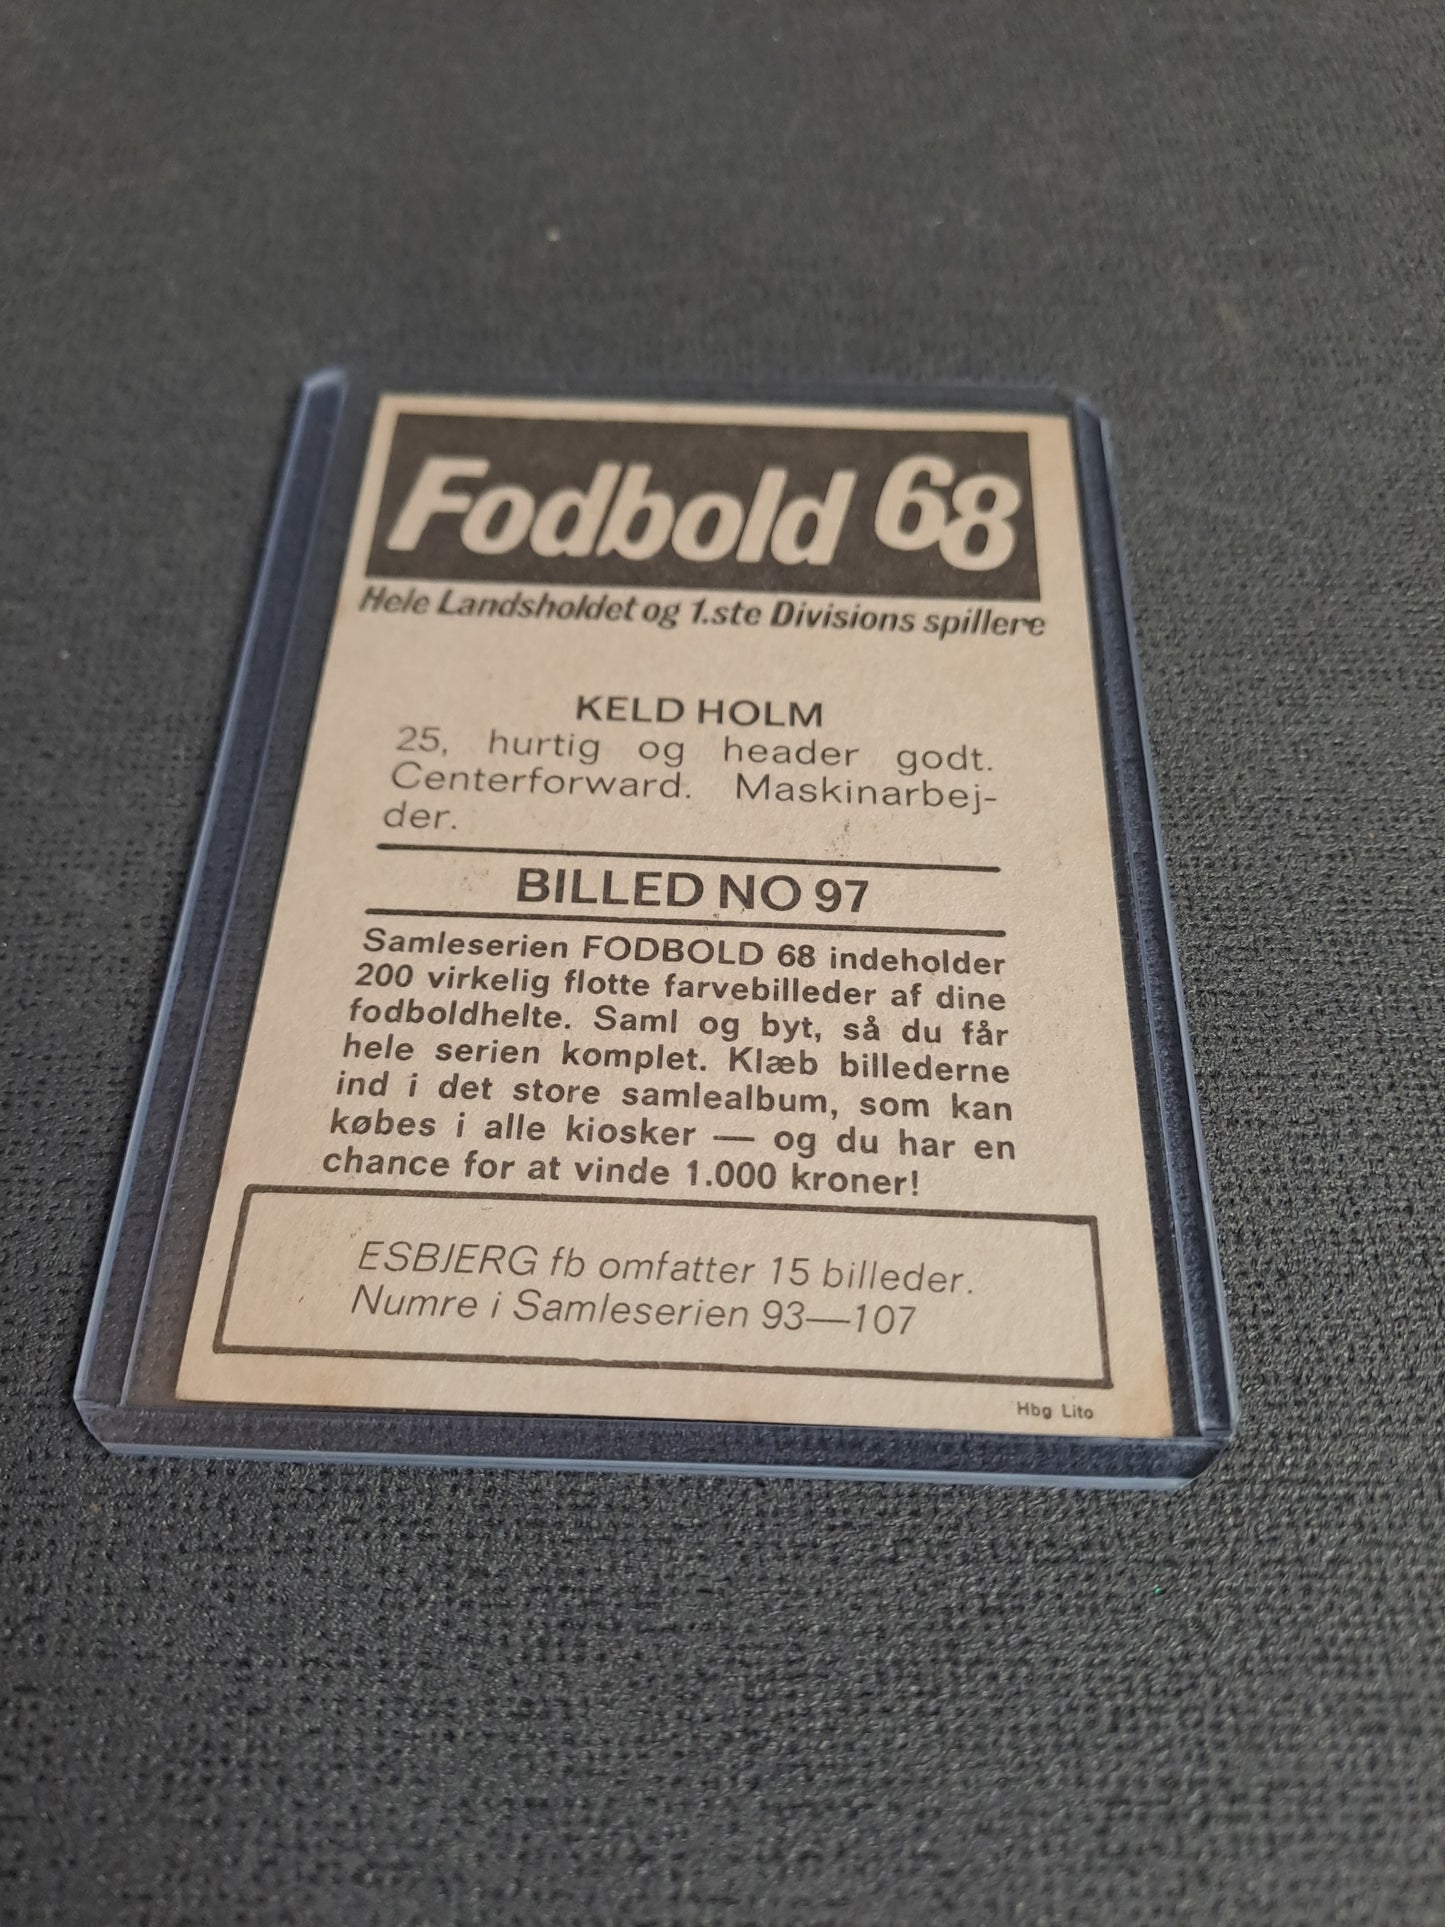 Fodbold 68
Hele Landsholdet og 1.ste Divisions spillere
KELD HOLM
25, hurtig og header godt.
Centerforward. Maskinarbej-
der.
BILLED NO 97
Samleserien FODBOLD 68 indeholder
200 virkelig flotte farvebilleder af dine
fodboldhelte. Saml og byt, så du får
hele serien komplet. Klæb billederne
ind i det store samlealbum, som kan
købes i alle kiosker — og du har en
chance for at vinde 1.000 kroner!
ESBJERG fb omfatter 15 billeder.
Numre i Samleserien 93—107
Hbg Lito